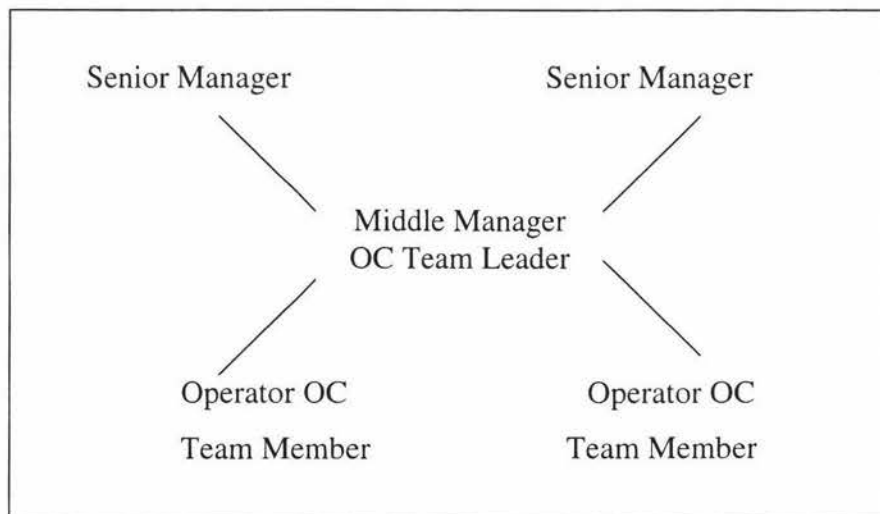 Senior Manager Senior Manager
Middle Manager
OC Team Leader
Operator OC Operator OC
Team Member Team Member